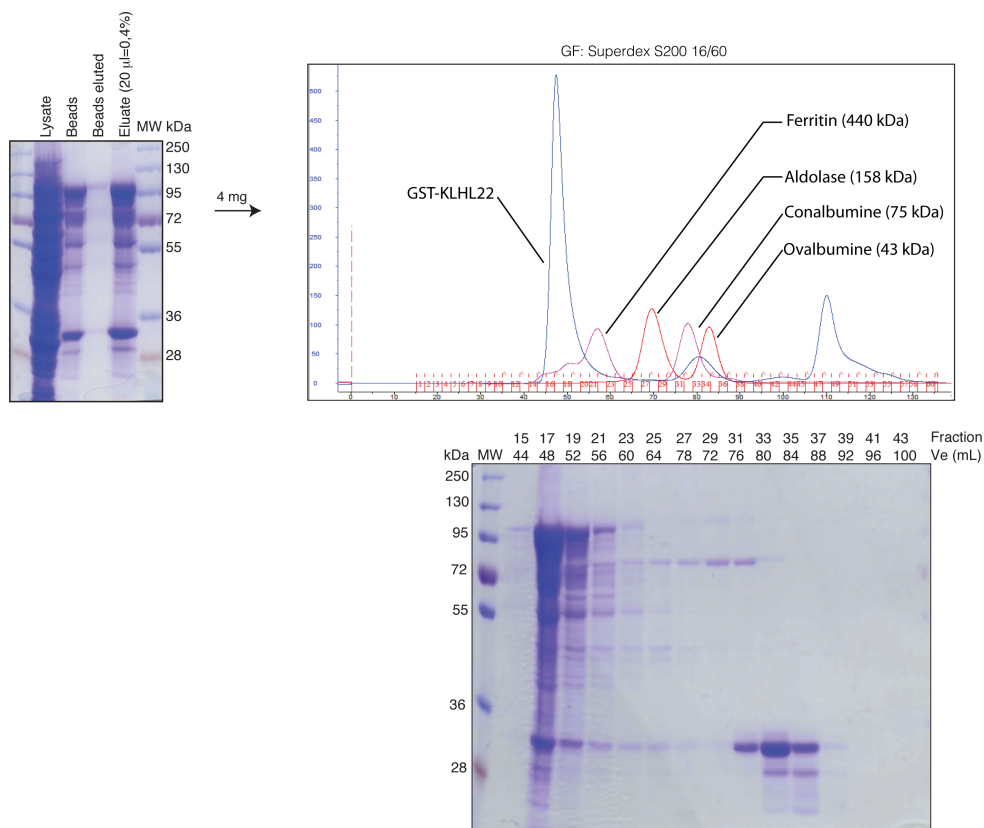 Lysate
Beads
Beads eluted
Eluate (20 µl=0,4%)
MW kDa
250
130
95
72
55
36
28
4 mg
GF: Superdex S200 16/60
500
450
400
350
300
250
200
150
100
50
0
GST-KLHL22
Ferritin (440 kDa)
Aldolase (158 kDa)
Conalbumine (75 kDa)
Ovalbumine (43 kDa)
0 10 20 30 40 50 60 70 80 90 100 110 120 130
15 17 19 21 23 25 27 29 31 33 35 37 39 41 43 Fraction
kDa MW 44 48 52 56 60 64 78 72 76 80 84 88 92 96 100 Ve (mL)
250
130
95
72
55
36
28